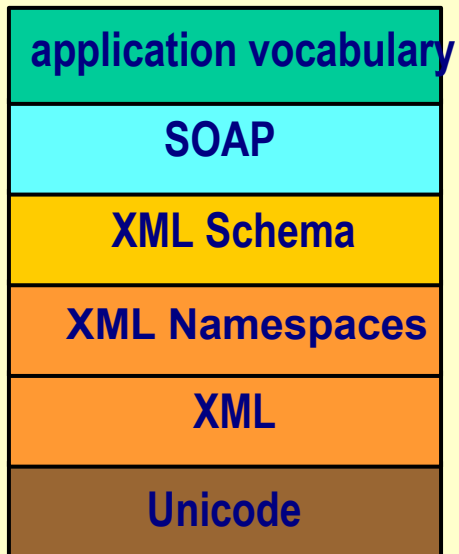 application vocabulary
SOAP
XML Schema
XML Namespaces
XML
Unicode